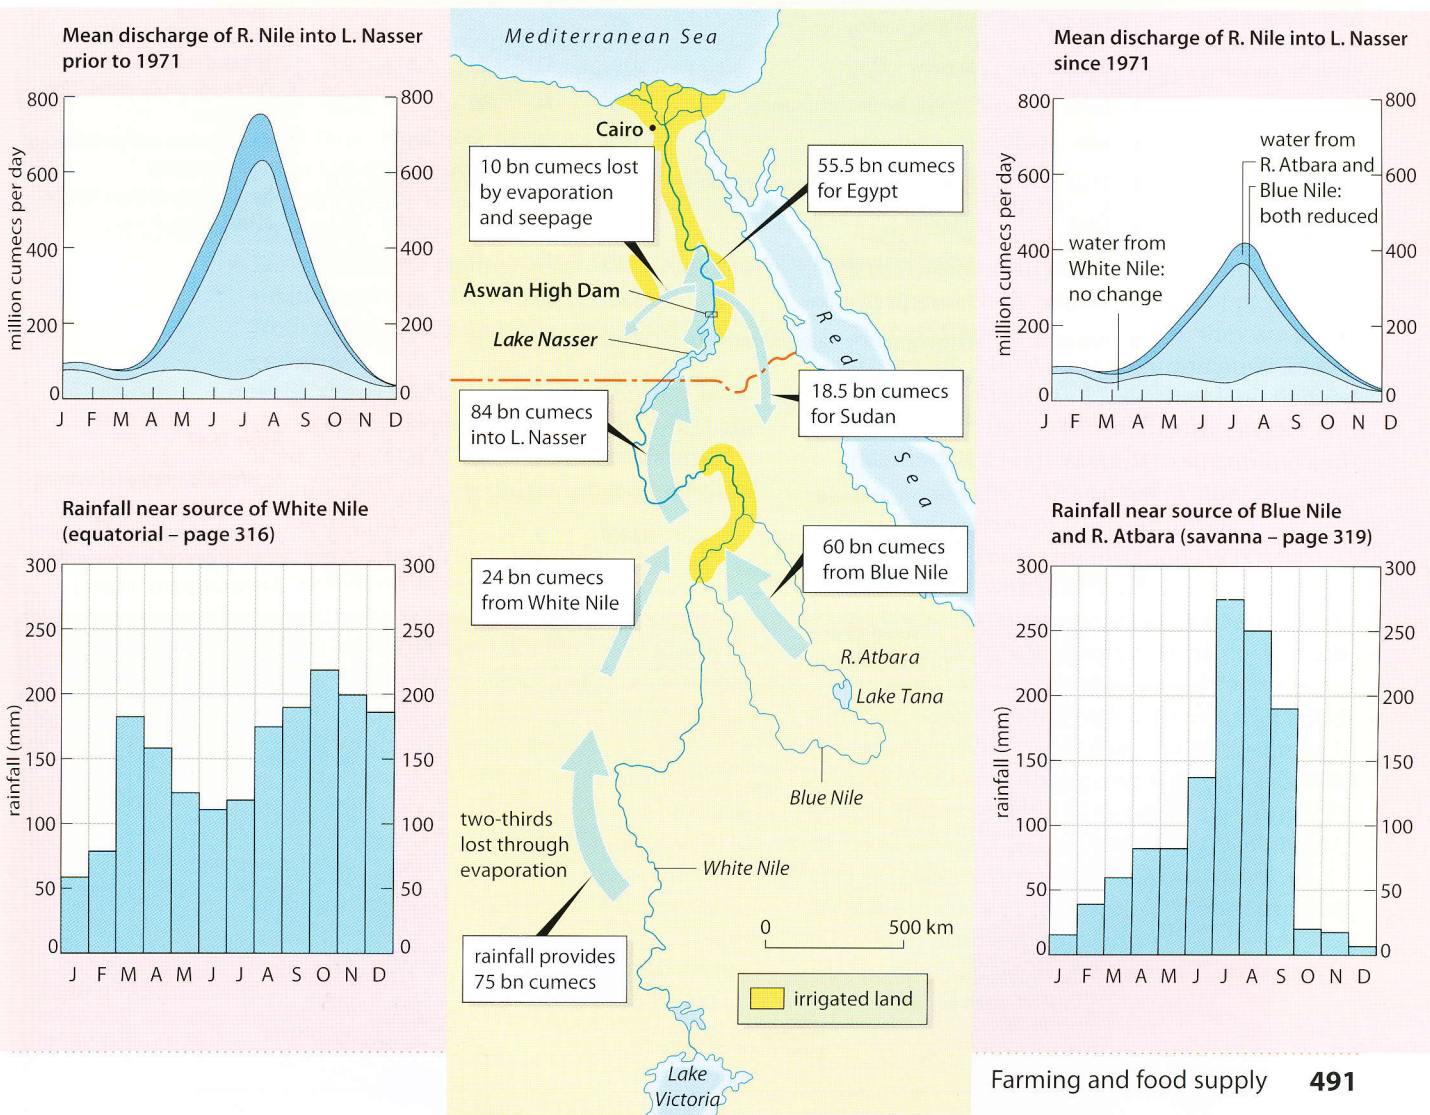 Mean discharge of R. Nile into L. Nasser
prior to 1971
million cumecs per day
800
600
400
200
0
800
600
400
200
0
J F M A M J J A S O N D
Rainfall near source of White Nile
(equatorial – page 316)
rainfall (mm)
300
250
200
150
100
50
0
300
250
200
150
100
50
0
J F M A M J J A S O N D
Mediterranean Sea
Cairo
10 bn cumecs lost
by evaporation
and seepage
55.5 bn cumecs
for Egypt
Aswan High Dam
Lake Nasser
Red
Sea
84 bn cumecs
into L. Nasser
18.5 bn cumecs
for Sudan
24 bn cumecs
from White Nile
60 bn cumecs
from Blue Nile
R. Atbara
Lake Tana
Blue Nile
two-thirds
lost through
evaporation
White Nile
0 500 km
rainfall provides
75 bn cumecs
irrigated land
Lake
Victoria
Mean discharge of R. Nile into L. Nasser
since 1971
million cumecs per day
800
600
400
200
0
800
600
400
200
0
water from
R. Atbara and
Blue Nile:
both reduced
water from
White Nile:
no change
J F M A M J J A S O N D
Rainfall near source of Blue Nile
and R. Atbara (savanna – page 319)
rainfall (mm)
300
250
200
150
100
50
0
300
250
200
150
100
50
0
J F M A M J J A S O N D
Farming and food supply 491